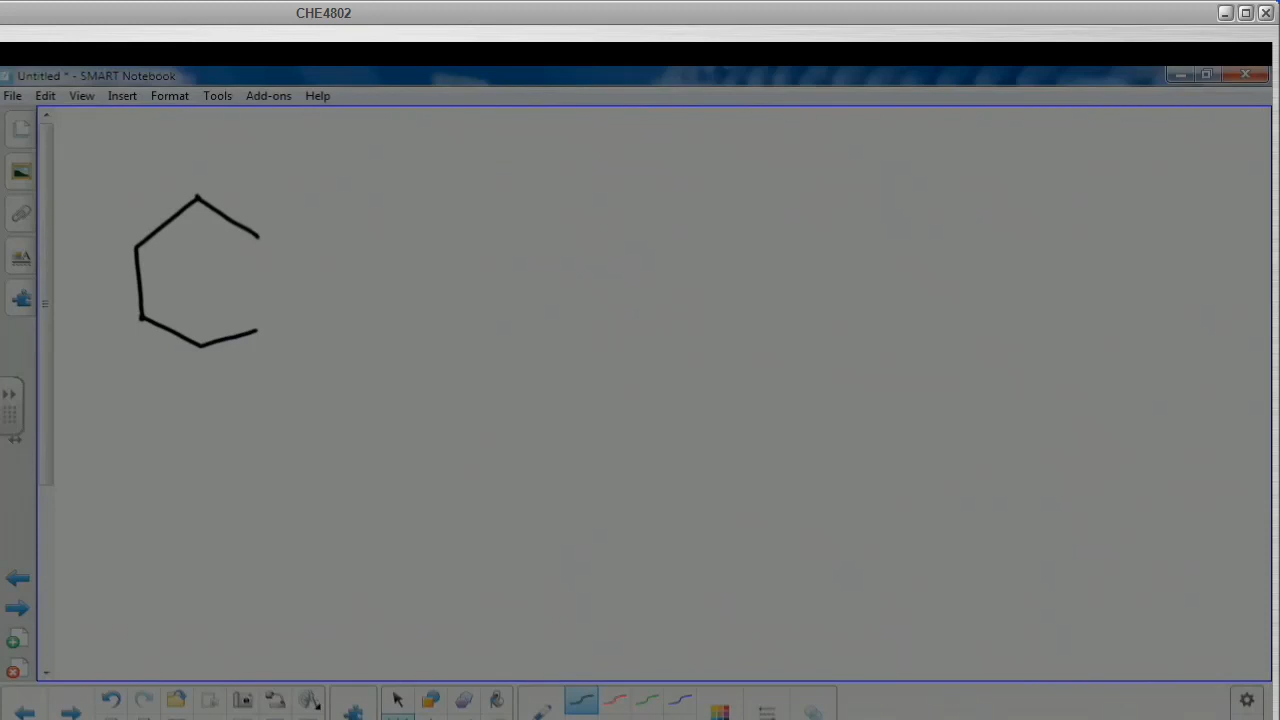 CHE4802
Untitled * - SMART Notebook
File Edit View Insert Format Tools Add-ons Help